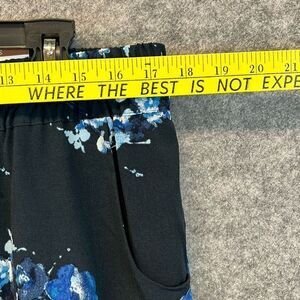 13 14 15 16 17 18 19 20 21
WHERE THE BEST IS NOT EXPE